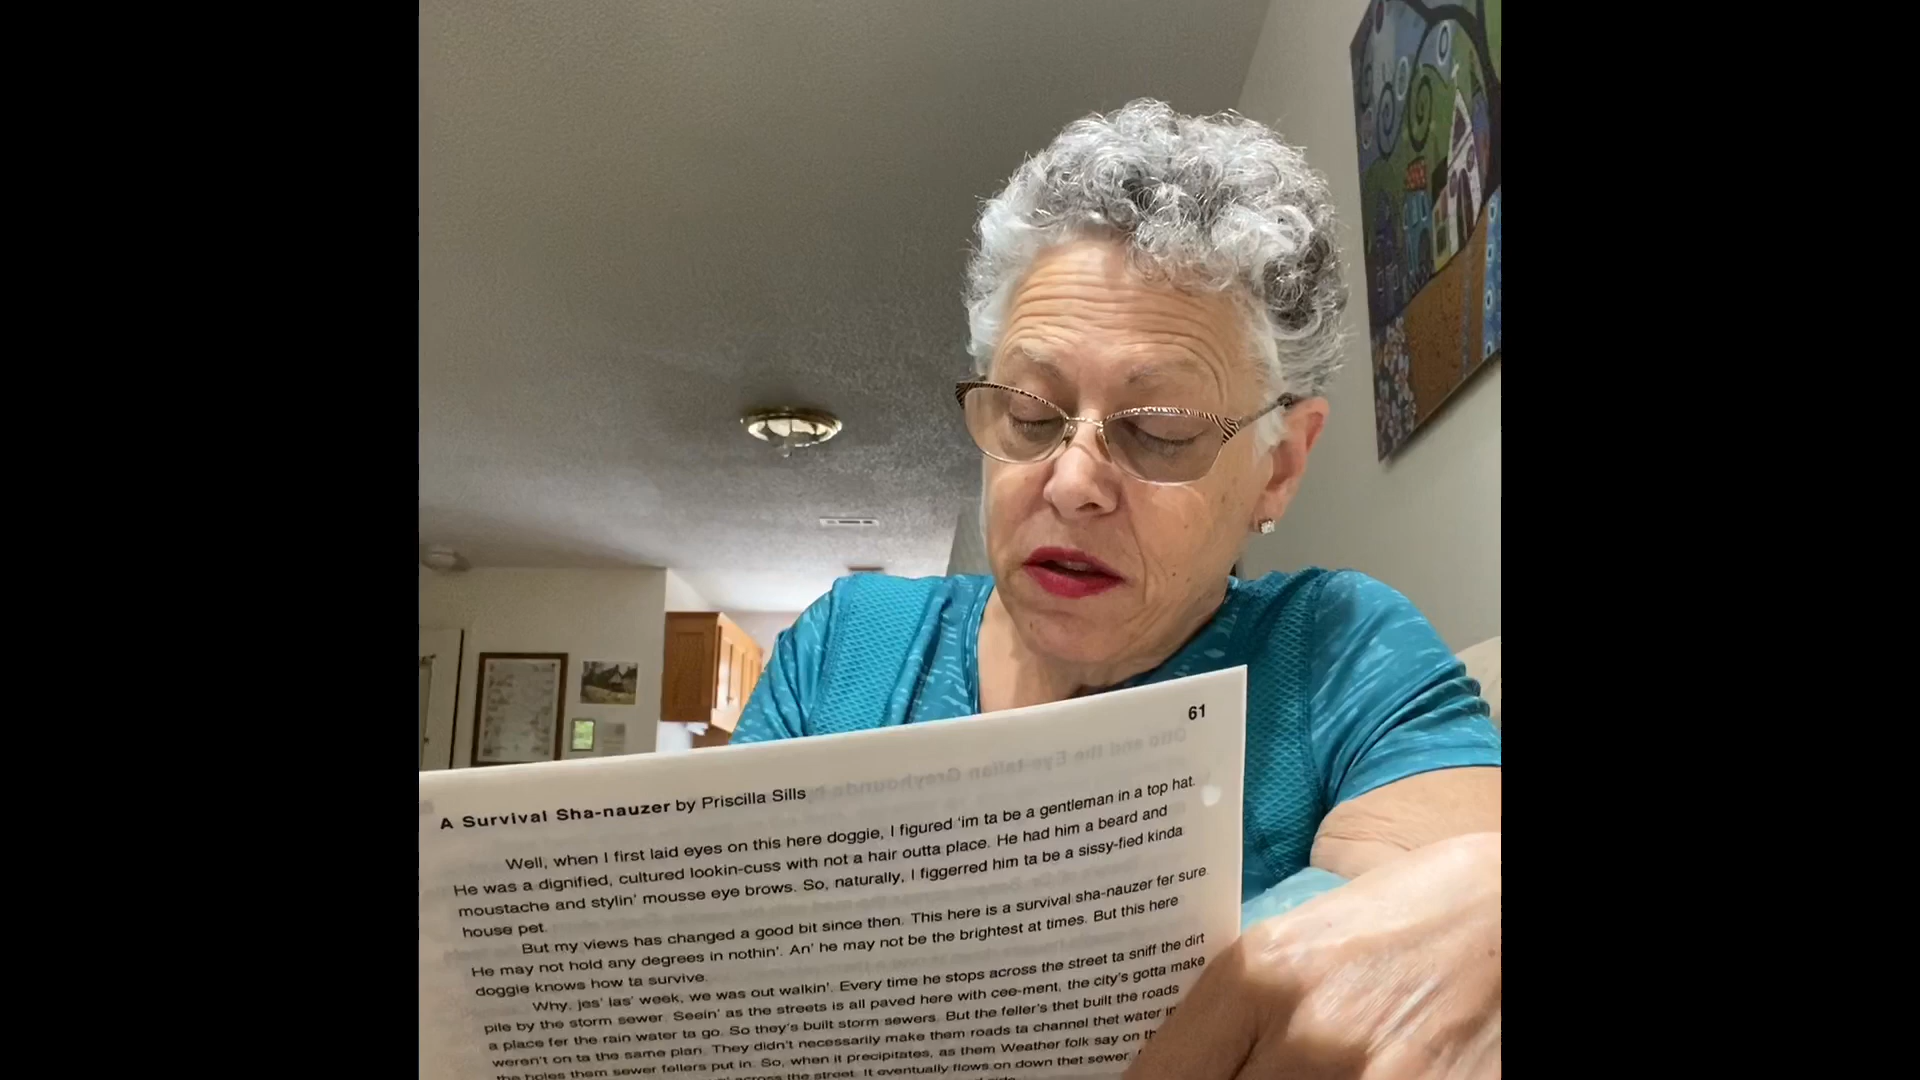 61
A Survival Sha-nauzer by Priscilla Sills
Well, when I first laid eyes on this here doggie, I figured 'im ta be a gentleman in a top hat.
He was a dignified, cultured lookin-cuss with not a hair outta place. He had him a beard and
moustache and stylin' mousse eye brows. So, naturally, I figgerred him ta be a sissy-fied kinda
house pet.
But my views has changed a good bit since then. This here is a survival sha-nauzer fer sure.
He may not hold any degrees in nothin'. An' he may not be the brightest at times. But this here
doggie knows how ta survive.
Why, jes' las' week, we was out walkin'. Every time he stops across the street ta sniff the dirt
pile by the storm sewer. Seein' as the streets is all paved here with cee-ment, the city's gotta make
a place fer the rain water ta go. So they's built storm sewers. But the feller's thet built the roads
weren't on ta the same plan. They didn't necessarily make them roads ta channel thet water in
the holes them sewer fellers put in. So, when it precipitates, as them Weather folk say on
across the street. It eventually flows on down thet sewer.